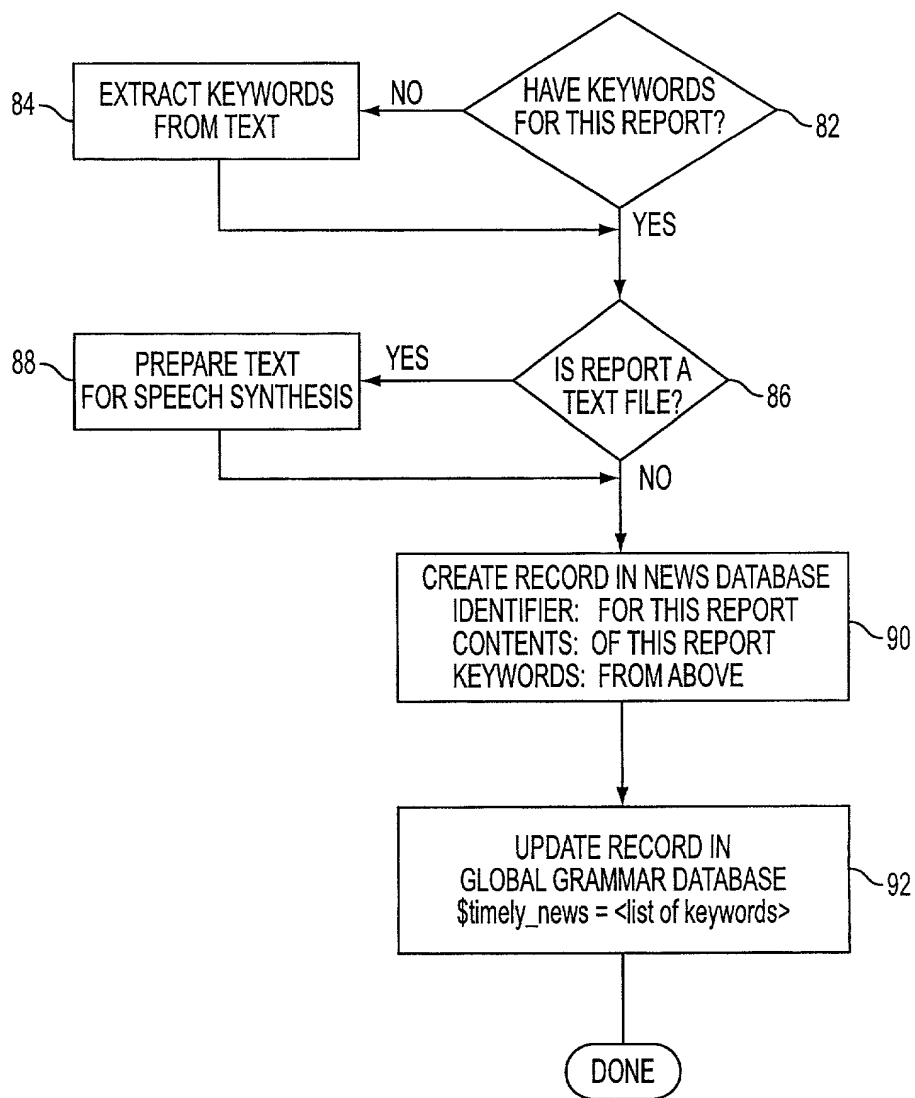 HAVE KEYWORDS
FOR THIS REPORT?
82
NO
EXTRACT KEYWORDS
FROM TEXT
84
YES
IS REPORT A
TEXT FILE?
86
YES
PREPARE TEXT
FOR SPEECH SYNTHESIS
88
NO
CREATE RECORD IN NEWS DATABASE
IDENTIFIER: FOR THIS REPORT
CONTENTS: OF THIS REPORT
KEYWORDS: FROM ABOVE
90
UPDATE RECORD IN
GLOBAL GRAMMAR DATABASE
$timely_news = <list of keywords>
92
DONE